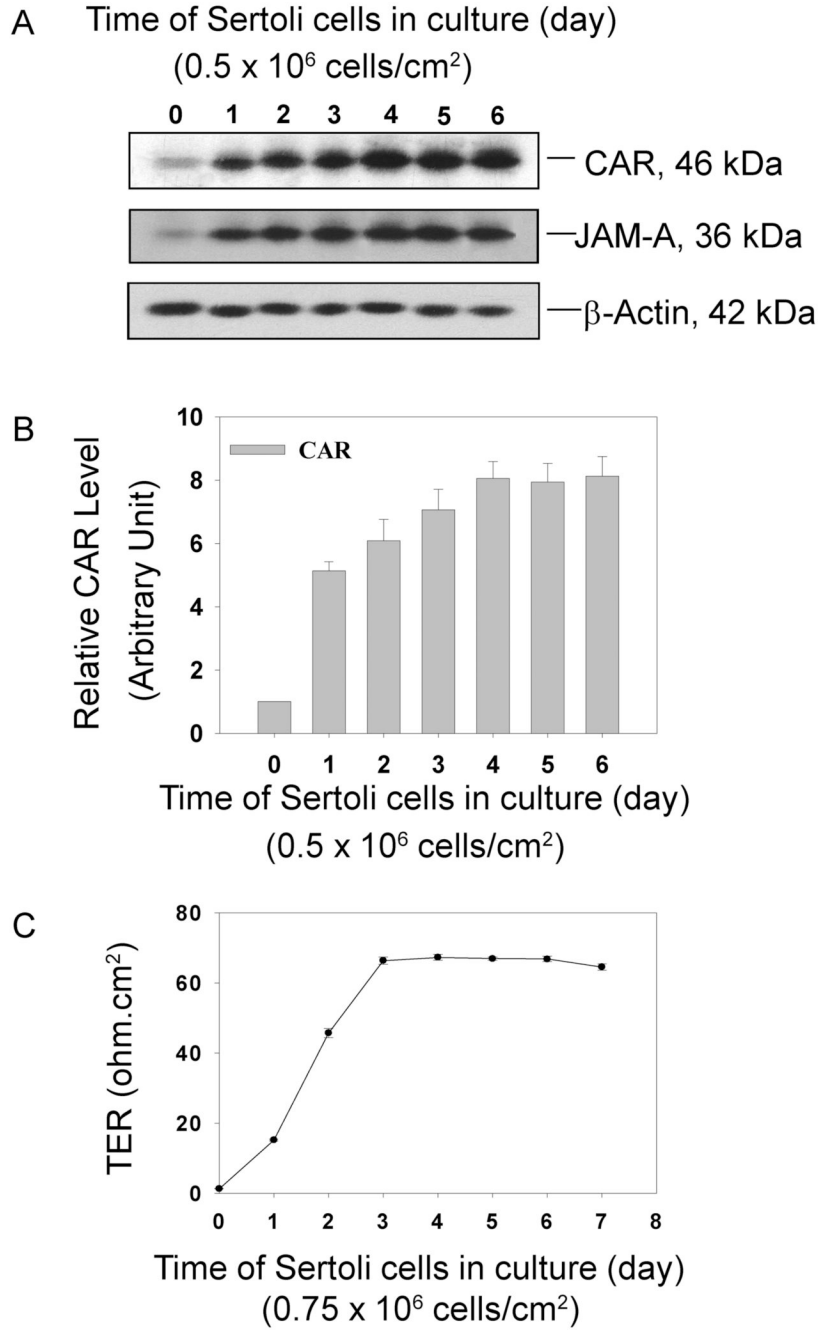 A Time of Sertoli cells in culture (day)
(0.5 x 10⁶ cells/cm²)
0 1 2 3 4 5 6
CAR, 46 kDa
JAM-A, 36 kDa
β-Actin, 42 kDa
B
Relative CAR Level
(Arbitrary Unit)
10
8
6
4
2
0
CAR
0 1 2 3 4 5 6
Time of Sertoli cells in culture (day)
(0.5 x 10⁶ cells/cm²)
C
TER (ohm.cm²)
80
60
40
20
0
0 1 2 3 4 5 6 7 8
Time of Sertoli cells in culture (day)
(0.75 x 10⁶ cells/cm²)